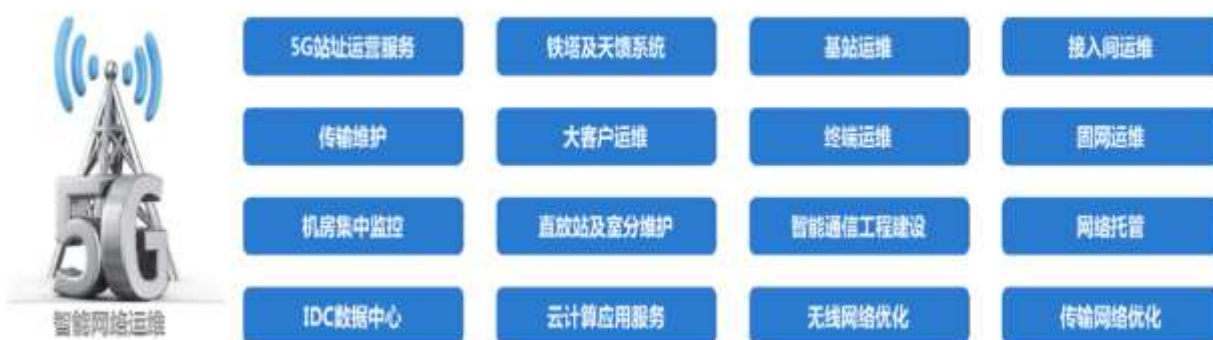 5G站址运营服务
铁塔及天馈系统
基站运维
接入间运维
传输维护
大客户运维
终端运维
固网运维
5G
机房集中监控
直放站及室分维护
智能通信工程建设
网络托管
智能网络运维
IDC数据中心
云计算应用服务
无线网络优化
传输网络优化